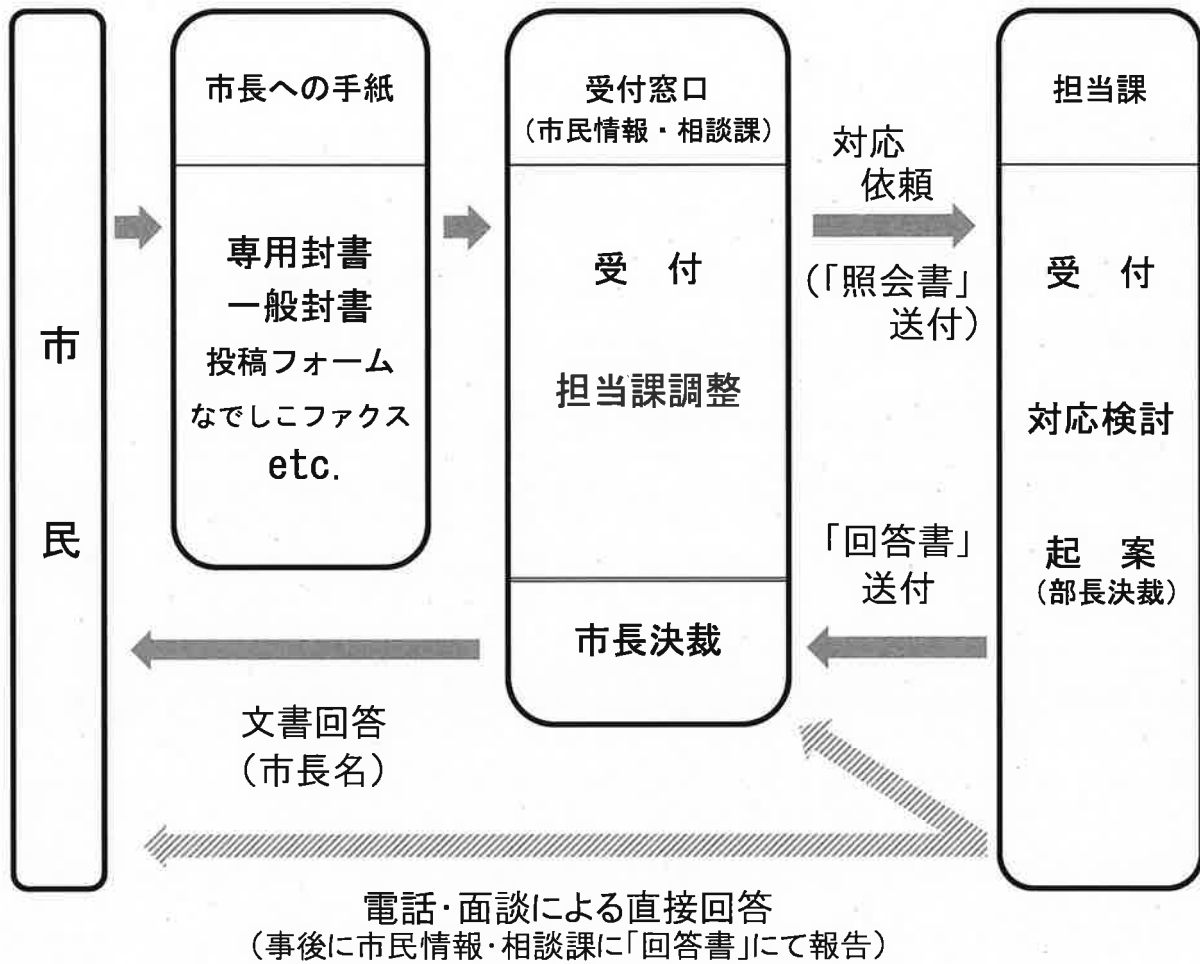 市民
市長への手紙
専用封書
一般封書
投稿フォーム
なでしこファクス
etc.
受付窓口
（市民情報・相談課）
受　付
担当課調整
市長決裁
対応
依頼
（「照会書」
送付）
担当課
受　付
対応検討
起　案
（部長決裁）
「回答書」
送付
文書回答
（市長名）
電話・面談による直接回答
（事後に市民情報・相談課に「回答書」にて報告）